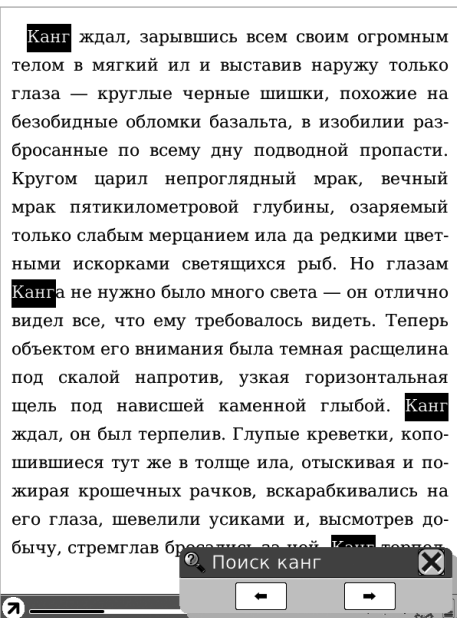 Канг ждал, зарывшись всем своим огромным
телом в мягкий ил и выставив наружу только
глаза — круглые черные шишки, похожие на
безобидные обломки базальта, в изобилии раз-
бросанные по всему дну подводной пропасти.
Кругом царил непроглядный мрак, вечный
мрак пятикилометровой глубины, озаряемый
только слабым мерцанием ила да редкими цвет-
ными искорками светящихся рыб. Но глазам
Канга не нужно было много света — он отлично
видел все, что ему требовалось видеть. Теперь
объектом его внимания была темная расщелина
под скалой напротив, узкая горизонтальная
щель под нависшей каменной глыбой. Канг
ждал, он был терпелив. Глупые креветки, копо-
шившиеся тут же в толще ила, отыскивая и по-
жирая крошечных рачков, вскарабкивались на
его глаза, шевелили усиками и, высмотрев до-
бычу, стремглав бросались за ней. Канг
Поиск канг